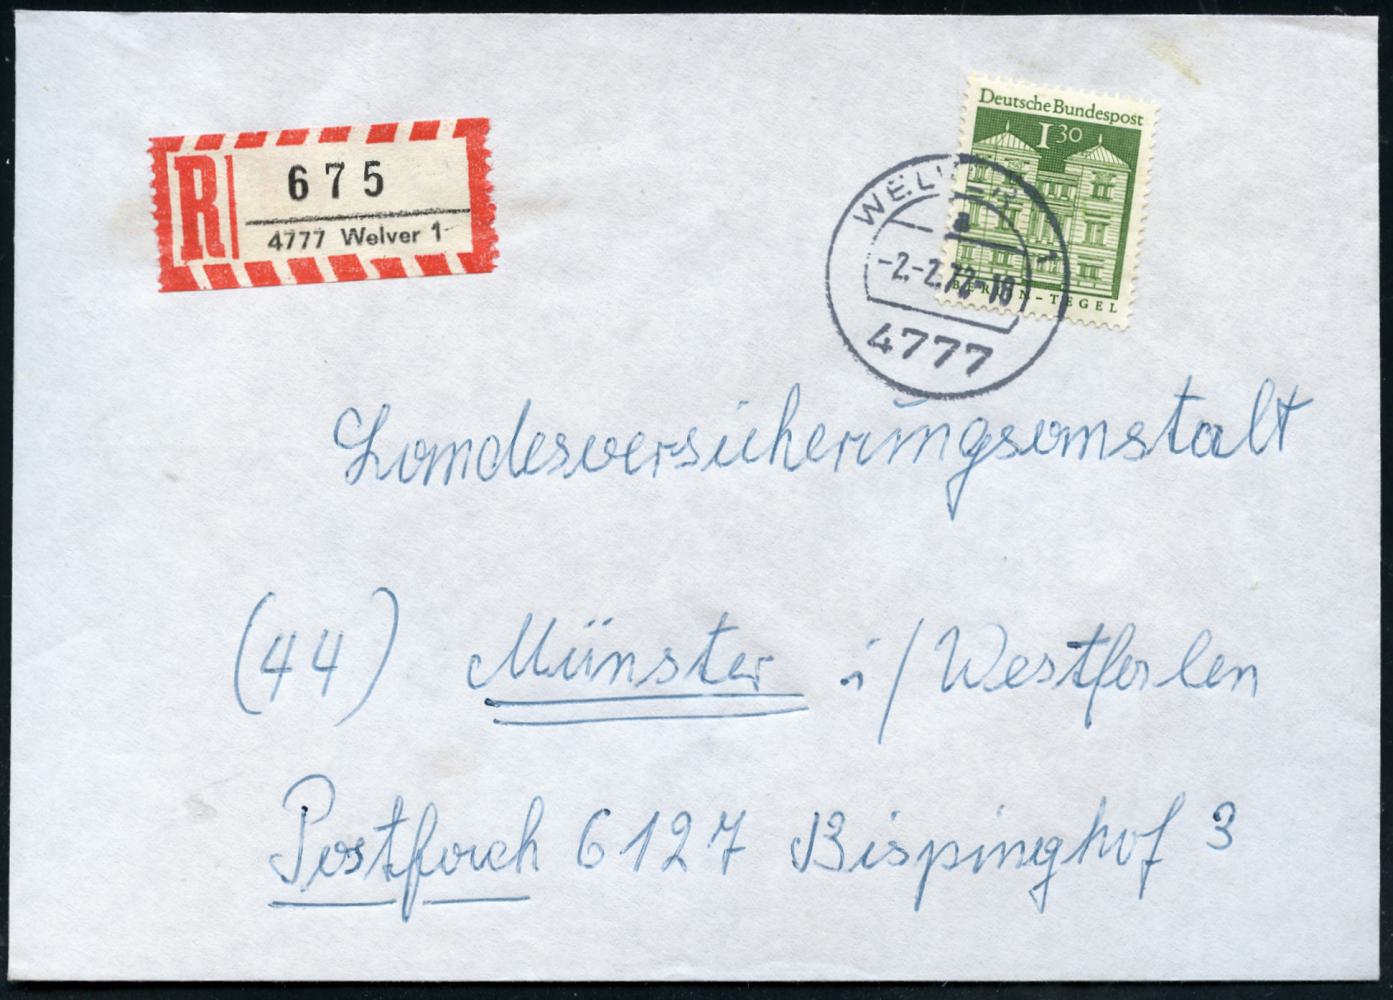 R 675
4777 Welver 1
Deutsche Bundespost
1 30
BERLIN-TEGEL
WELVER 1
a
-2.-2.72-18
4777
Landesversicherungsanstalt
(44) Münster i/Westfalen
Postfach 6127 Bispinghof 3